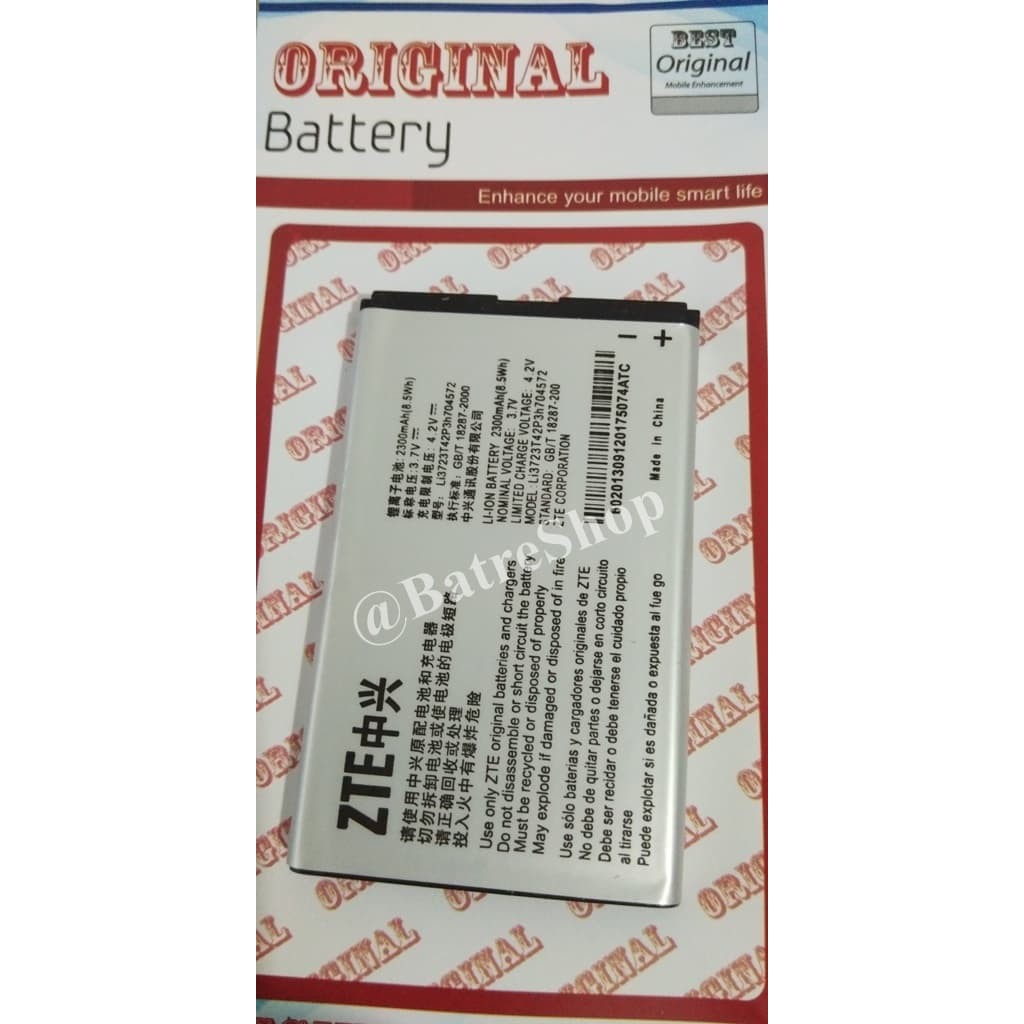 ORIGINAL
Battery
BEST
Original
Mobile Enhancement
Enhance your mobile smart life
ZTE中兴
锂离子电池: 2300mAh(8.5Wh)
标称电压:3.7V
充电限制电压: 4.2V
型号: Li3723T42P3h704572
执行标准: GB/T 18287-2000
中兴通讯股份有限公司
LI-ION BATTERY 2300mAh(8.5Wh)
NOMINAL VOLTAGE: 3.7V
LIMITED CHARGE VOLTAGE: 4.2V
MODEL: Li3723T42P3h704572
STANDARD: GB/T 18287-200
ZTE CORPORATION
60201309120175074ATC
Made in China
− +
请使用中兴原配电池和充电器
切勿拆卸电池或使电池的电极短路
请正确回收或处理
投入火中有爆炸危险
Use only ZTE original batteries and chargers
Do not disassemble or short circuit the battery
Must be recycled or disposed of properly
May explode if damaged or disposed of in fire
Use sólo baterías y cargadores originales de ZTE
No debe de quitar partes o dejarse en corto circuito
Debe ser recidar o debe tenerse el cuidado propio
al tirarse
Puede explotar si es dañada o expuesta al fue go
@BatreShop